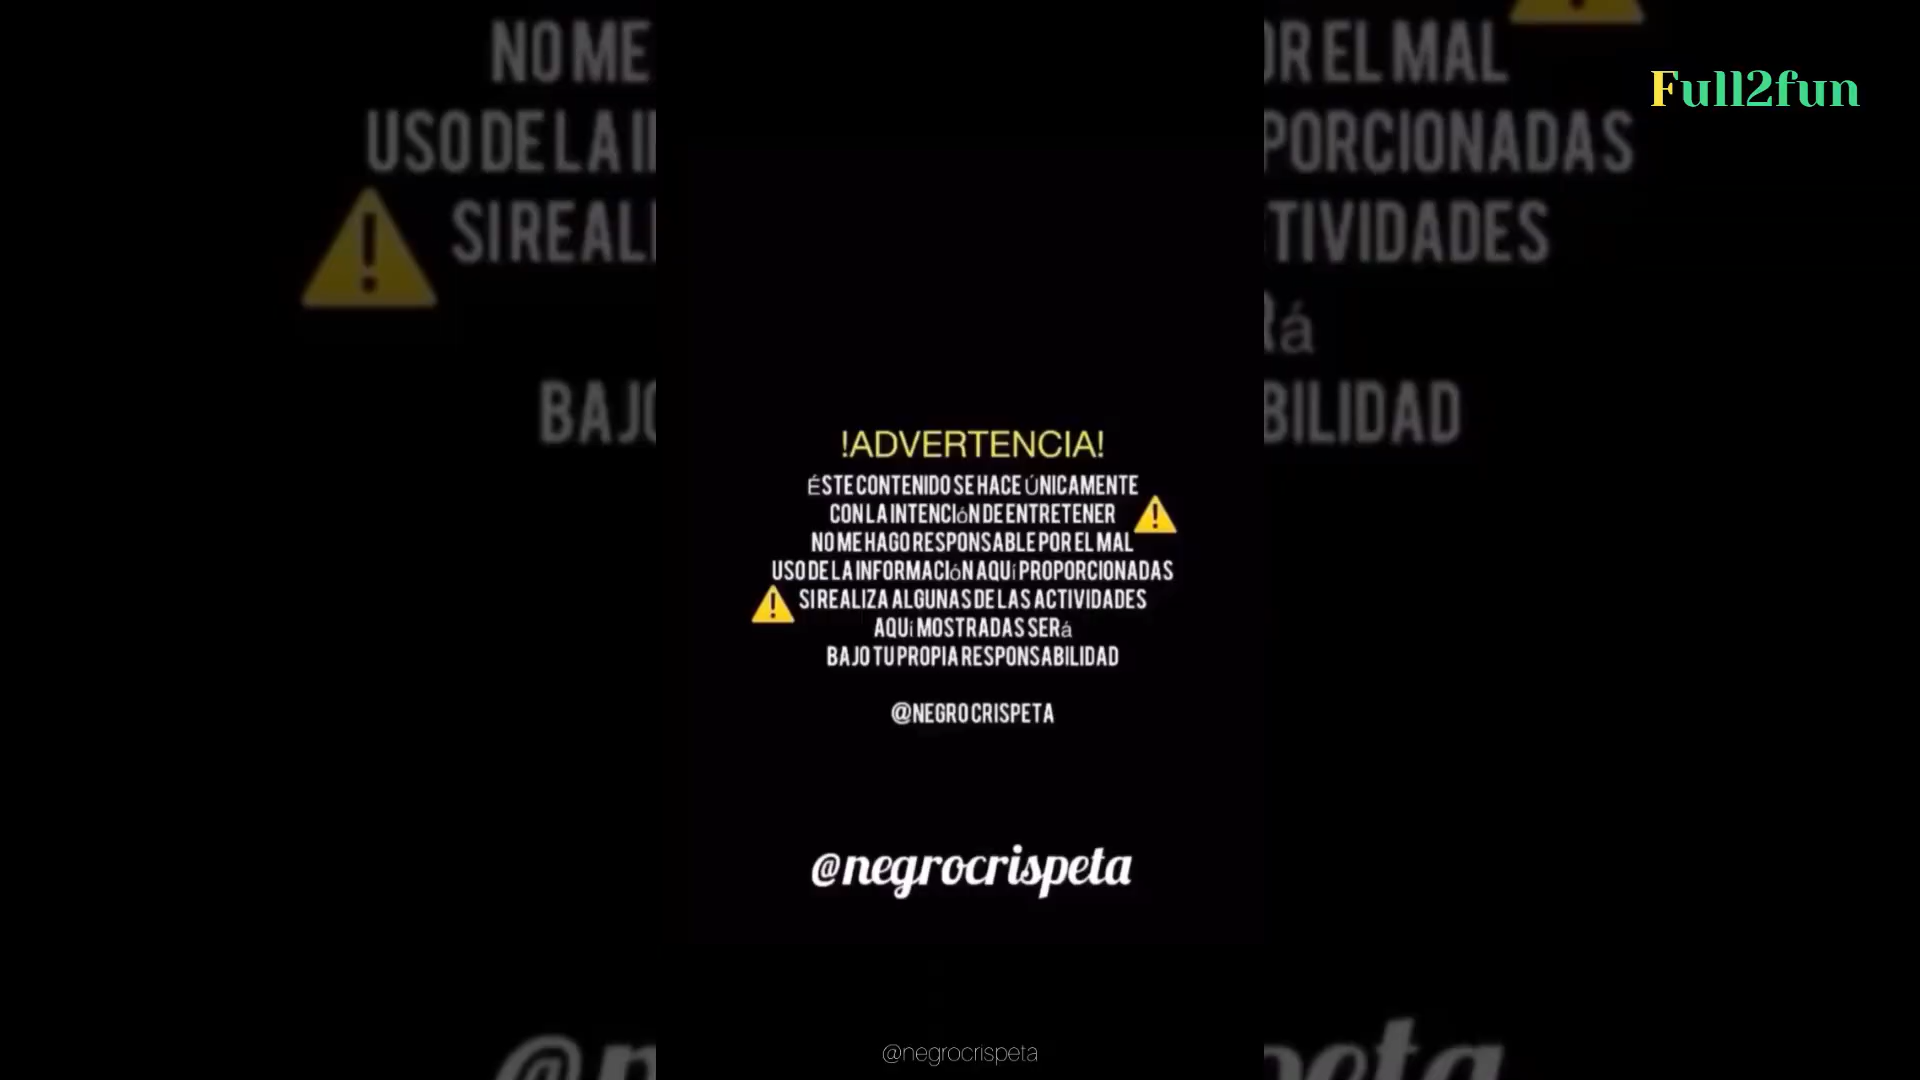 Full2fun
!ADVERTENCIA!
ÉSTE CONTENIDO SE HACE ÚNICAMENTE
CON LA INTENCIóN DE ENTRETENER
NO ME HAGO RESPONSABLE POR EL MAL
USO DE LA INFORMACIóN AQUí PROPORCIONADAS
SI REALIZA ALGUNAS DE LAS ACTIVIDADES
AQUí MOSTRADAS SERá
BAJO TU PROPIA RESPONSABILIDAD
@NEGROCRISPETA
@negrocrispeta
@negrocrispeta